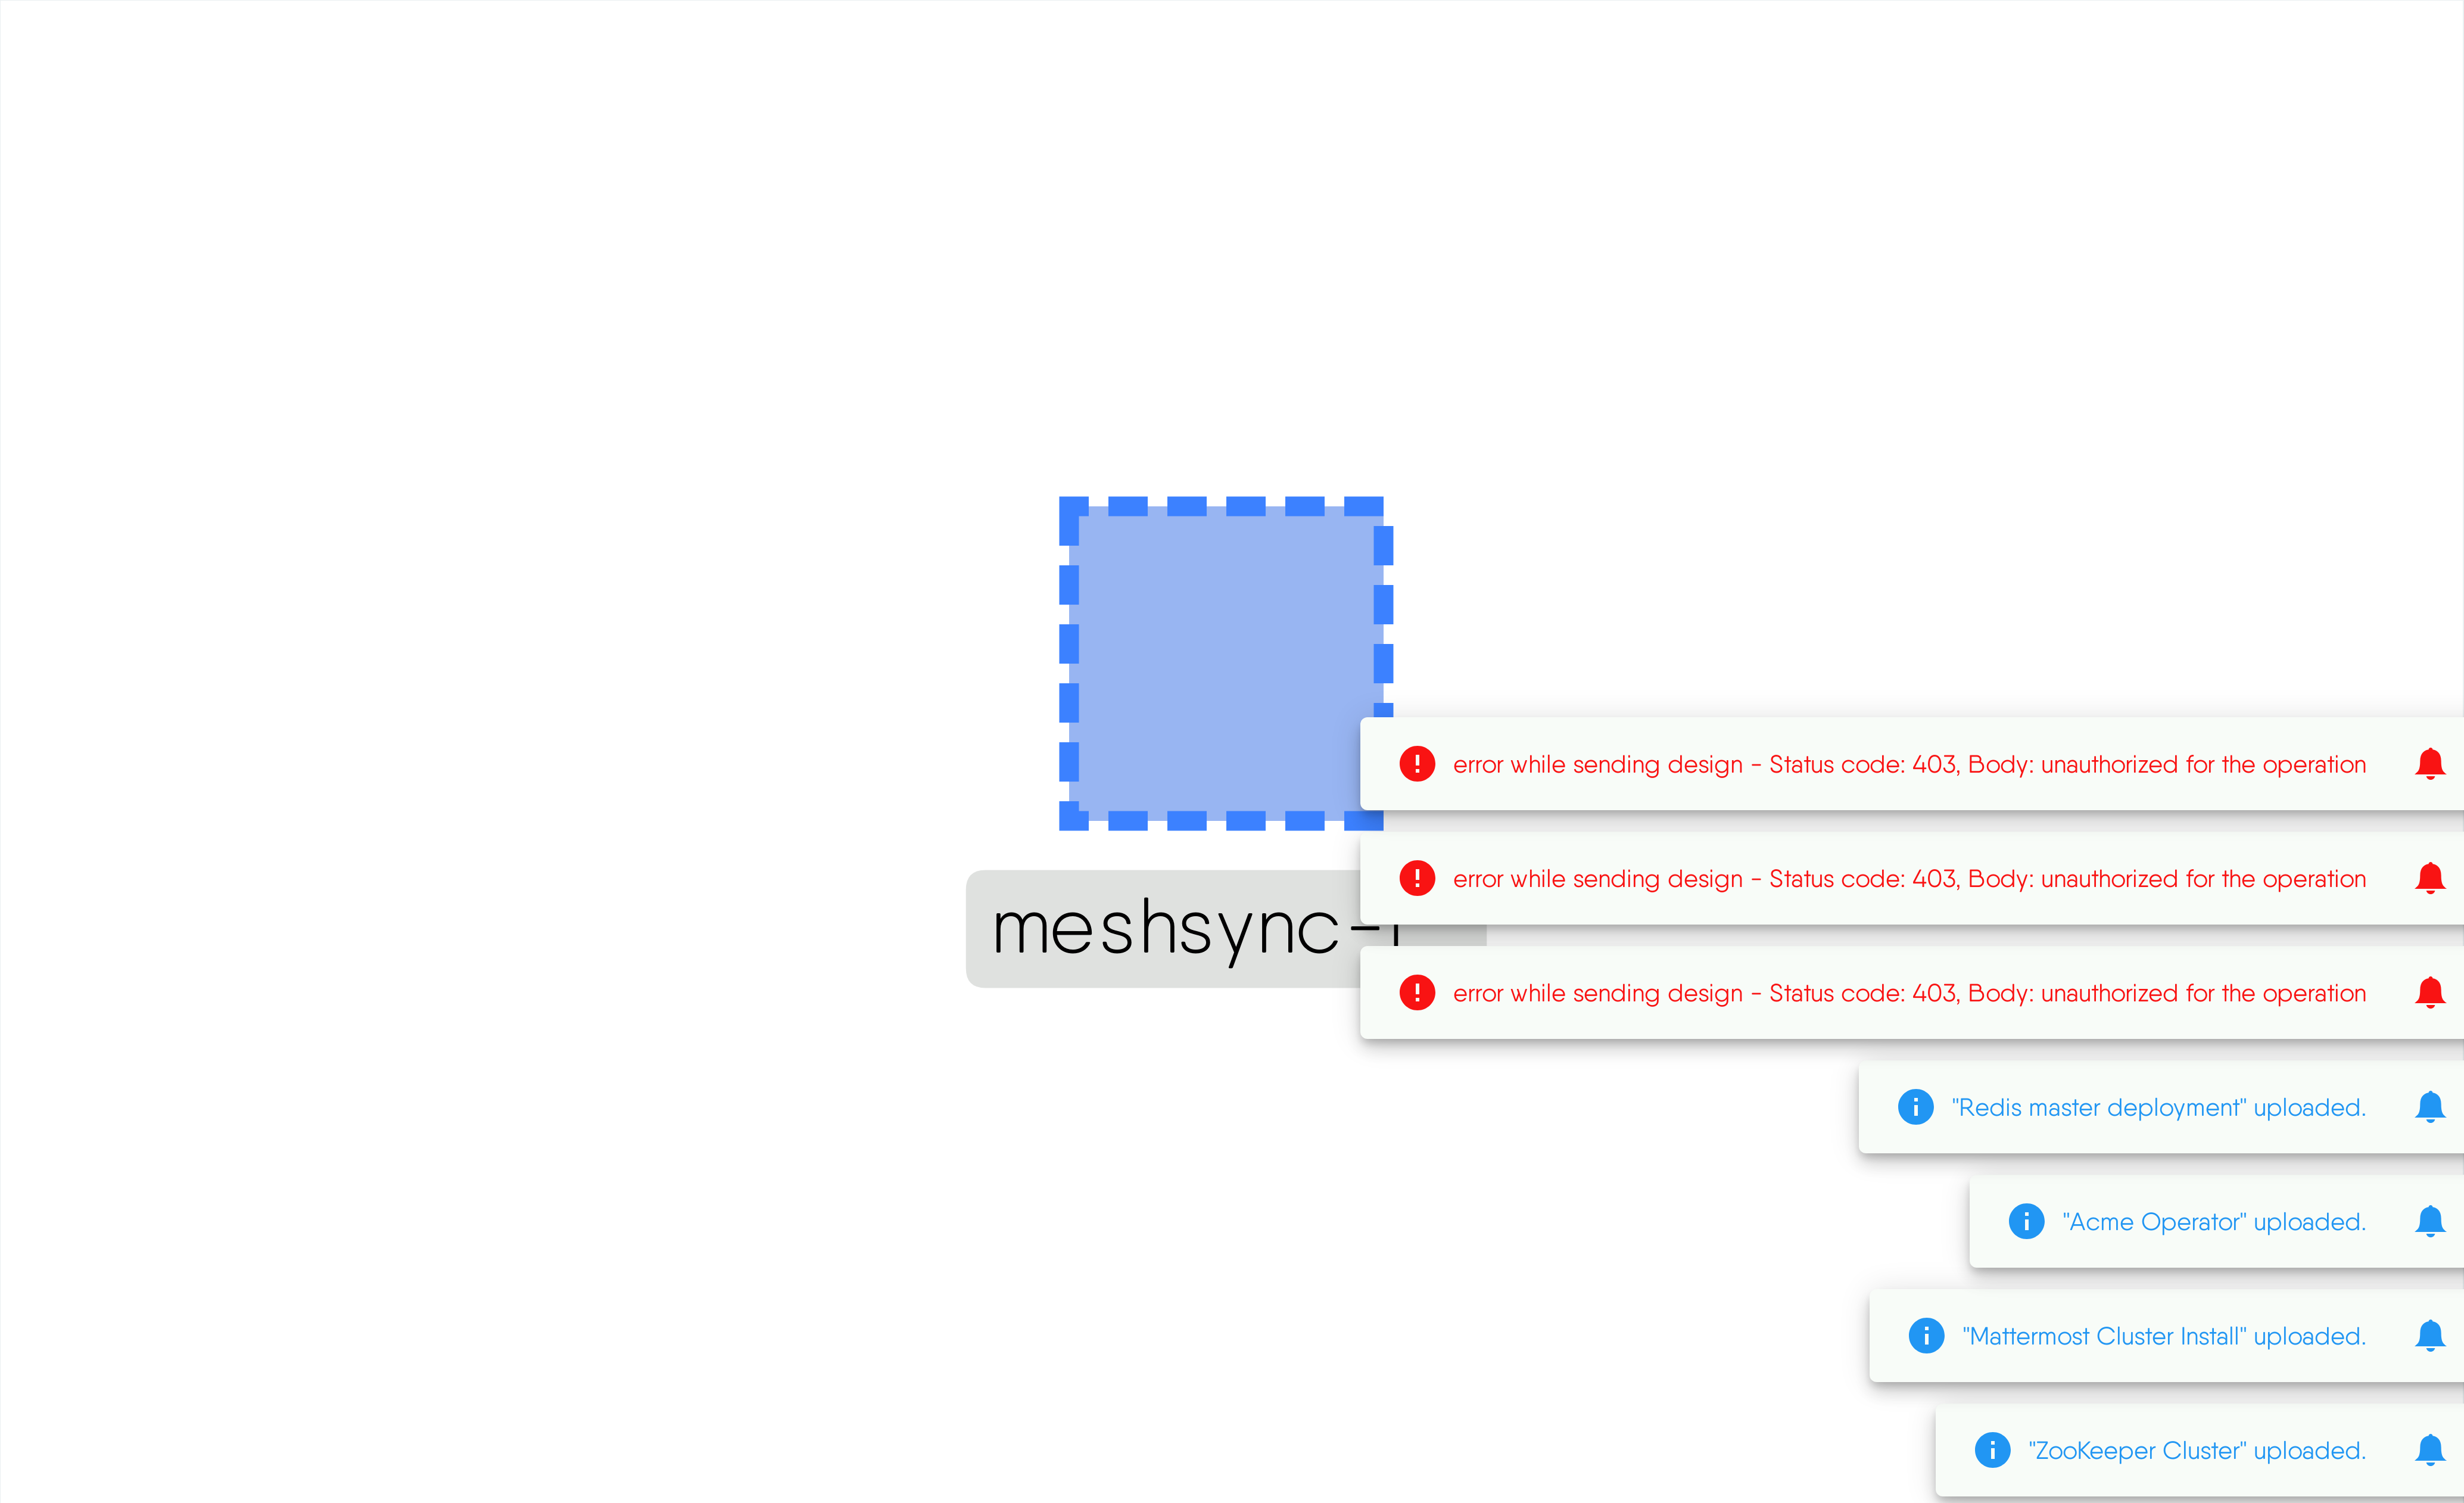 error while sending design - Status code: 403, Body: unauthorized for the operation
error while sending design - Status code: 403, Body: unauthorized for the operation
meshsync-
error while sending design - Status code: 403, Body: unauthorized for the operation
"Redis master deployment" uploaded.
"Acme Operator" uploaded.
"Mattermost Cluster Install" uploaded.
"ZooKeeper Cluster" uploaded.